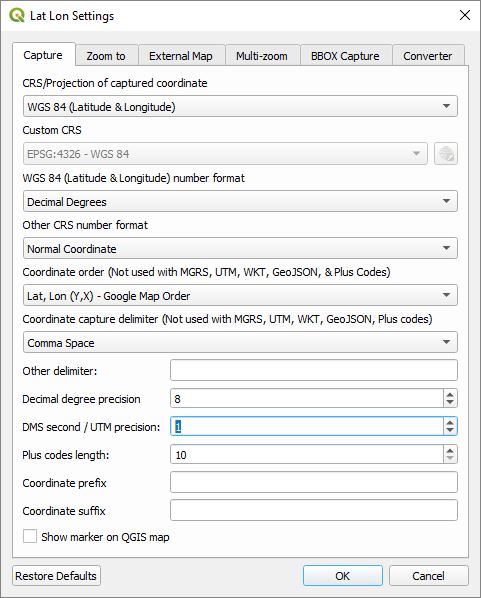 Lat Lon Settings
Capture Zoom to External Map Multi-zoom BBOX Capture Converter
CRS/Projection of captured coordinate
WGS 84 (Latitude & Longitude)
Custom CRS
EPSG:4326 - WGS 84
WGS 84 (Latitude & Longitude) number format
Decimal Degrees
Other CRS number format
Normal Coordinate
Coordinate order (Not used with MGRS, UTM, WKT, GeoJSON, & Plus Codes)
Lat, Lon (Y,X) - Google Map Order
Coordinate capture delimiter (Not used with MGRS, UTM, WKT, GeoJSON, Plus codes)
Comma Space
Other delimiter:
Decimal degree precision 8
DMS second / UTM precision: 1
Plus codes length: 10
Coordinate prefix
Coordinate suffix
Show marker on QGIS map
Restore Defaults OK Cancel